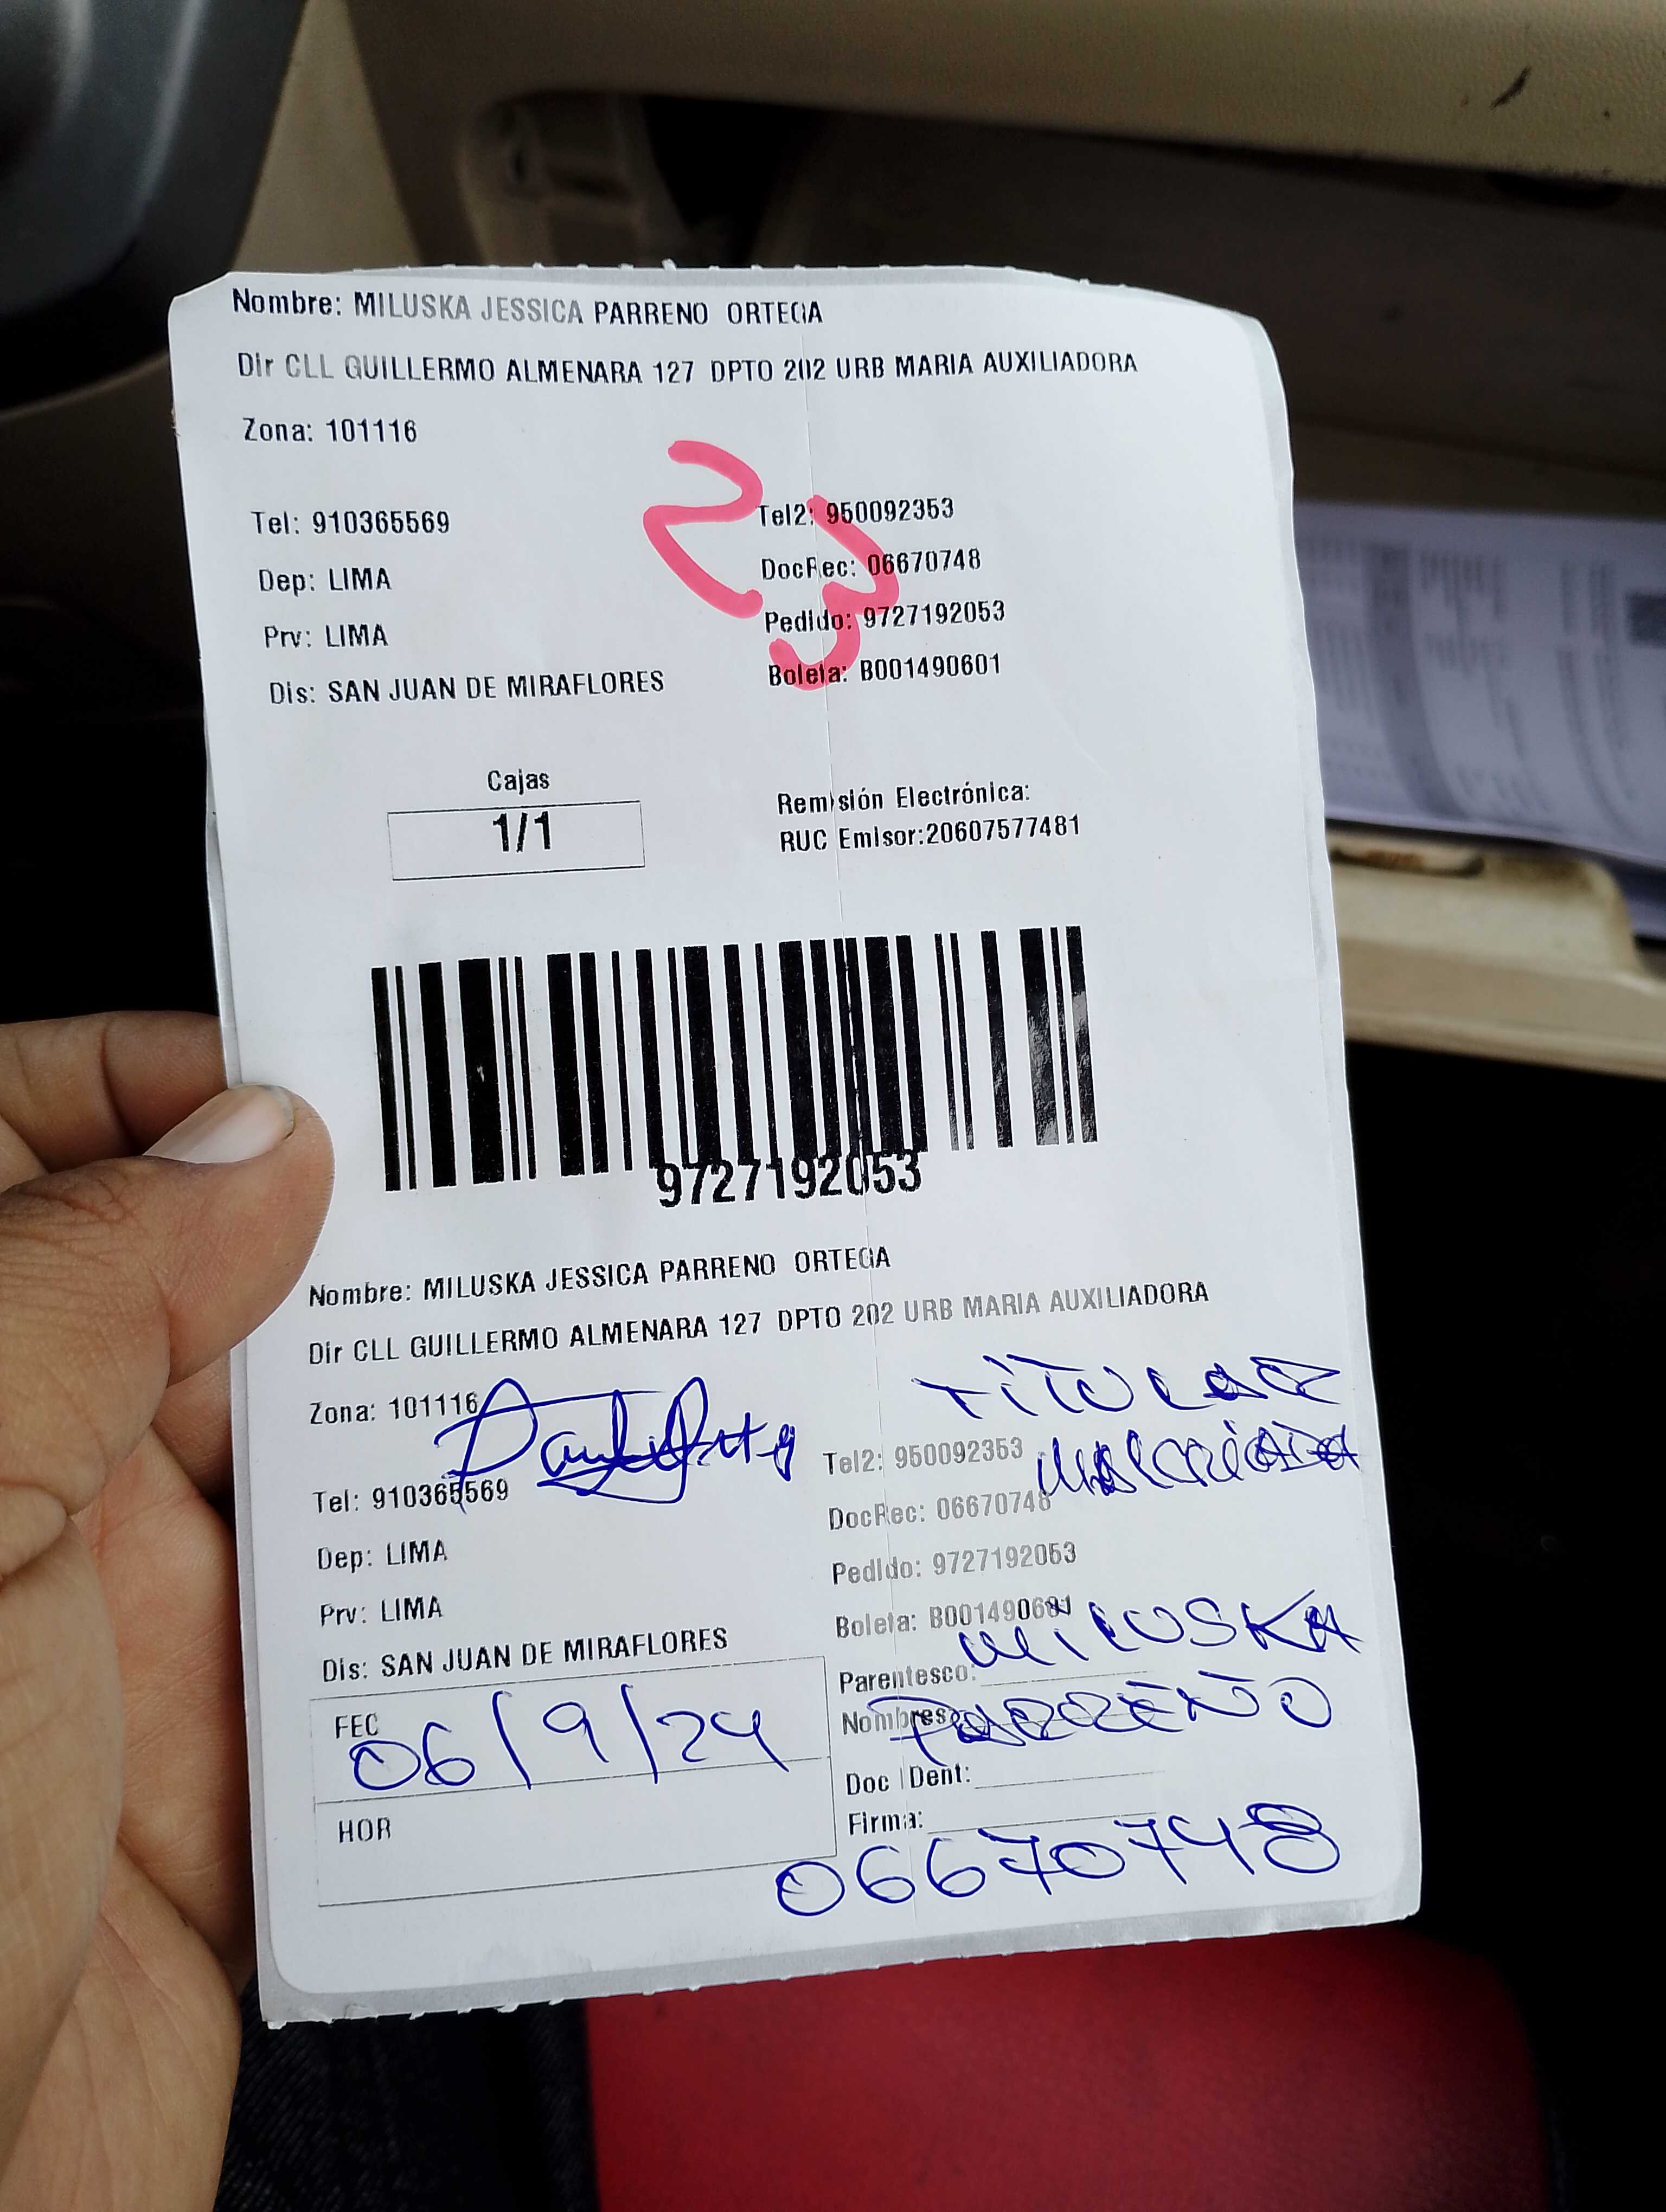 Nombre: MILUSKA JESSICA PARRENO ORTEGA
Dir CLL GUILLERMO ALMENARA 127 DPTO 202 URB MARIA AUXILIADORA
Zona: 101116
23
Tel: 910365569 Tel2: 950092353
Dep: LIMA DocRec: 06670748
Prv: LIMA Pedido: 9727192053
Dis: SAN JUAN DE MIRAFLORES Boleta: B001490601
Cajas
1/1
Remisión Electrónica:
RUC Emisor:20607577481
9727192053
Nombre: MILUSKA JESSICA PARRENO ORTEGA
Dir CLL GUILLERMO ALMENARA 127 DPTO 202 URB MARIA AUXILIADORA
TITULAR
Zona: 101116
Tel2: 950092353 MALCRIADA
Tel: 910365569
DocRec: 06670748
Dep: LIMA
Pedido: 9727192053
Prv: LIMA
Boleta: B001490601
Dis: SAN JUAN DE MIRAFLORES
Parentesco: MILUSKA
FEC 06/9/24
Nombres: PARREÑO
Doc Ident:
HOR
Firma:
06670748